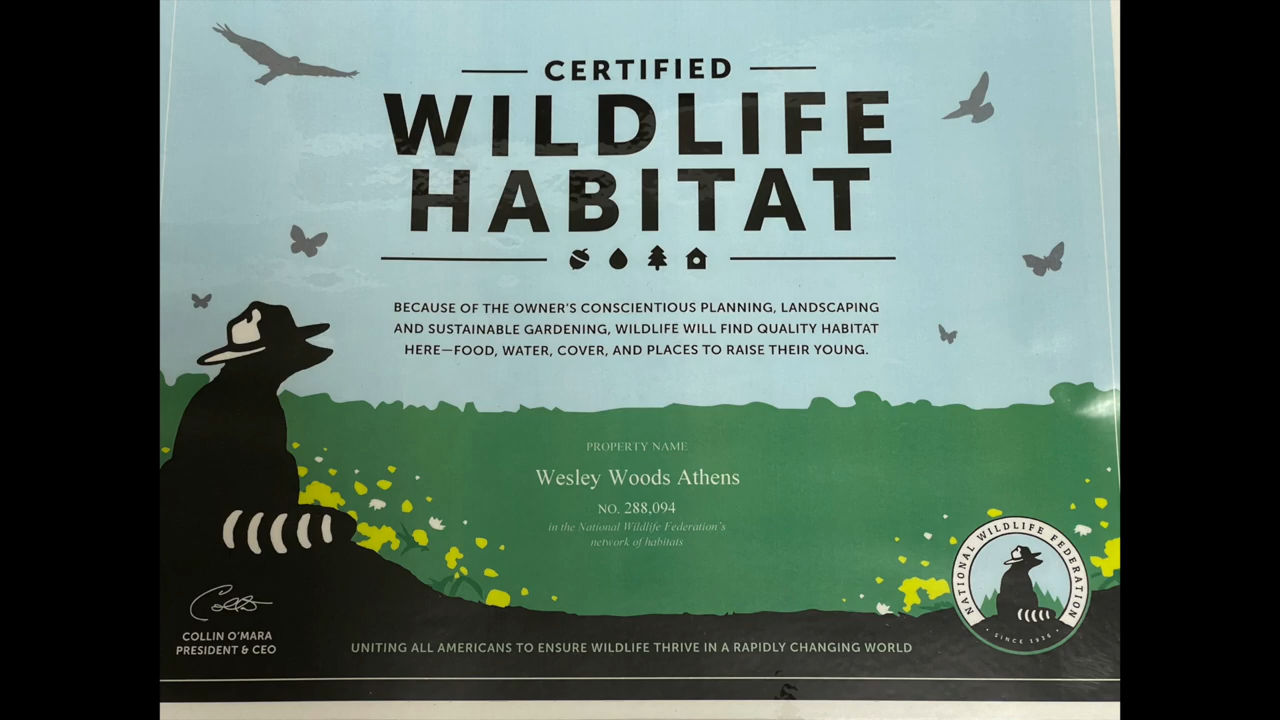 CERTIFIED
WILDLIFE
HABITAT
BECAUSE OF THE OWNER'S CONSCIENTIOUS PLANNING, LANDSCAPING
AND SUSTAINABLE GARDENING, WILDLIFE WILL FIND QUALITY HABITAT
HERE—FOOD, WATER, COVER, AND PLACES TO RAISE THEIR YOUNG.
PROPERTY NAME
Wesley Woods Athens
NO. 288,094
in the National Wildlife Federation's
network of habitats
NATIONAL WILDLIFE FEDERATION
· SINCE 1936 ·
COLLIN O'MARA
PRESIDENT & CEO
UNITING ALL AMERICANS TO ENSURE WILDLIFE THRIVE IN A RAPIDLY CHANGING WORLD